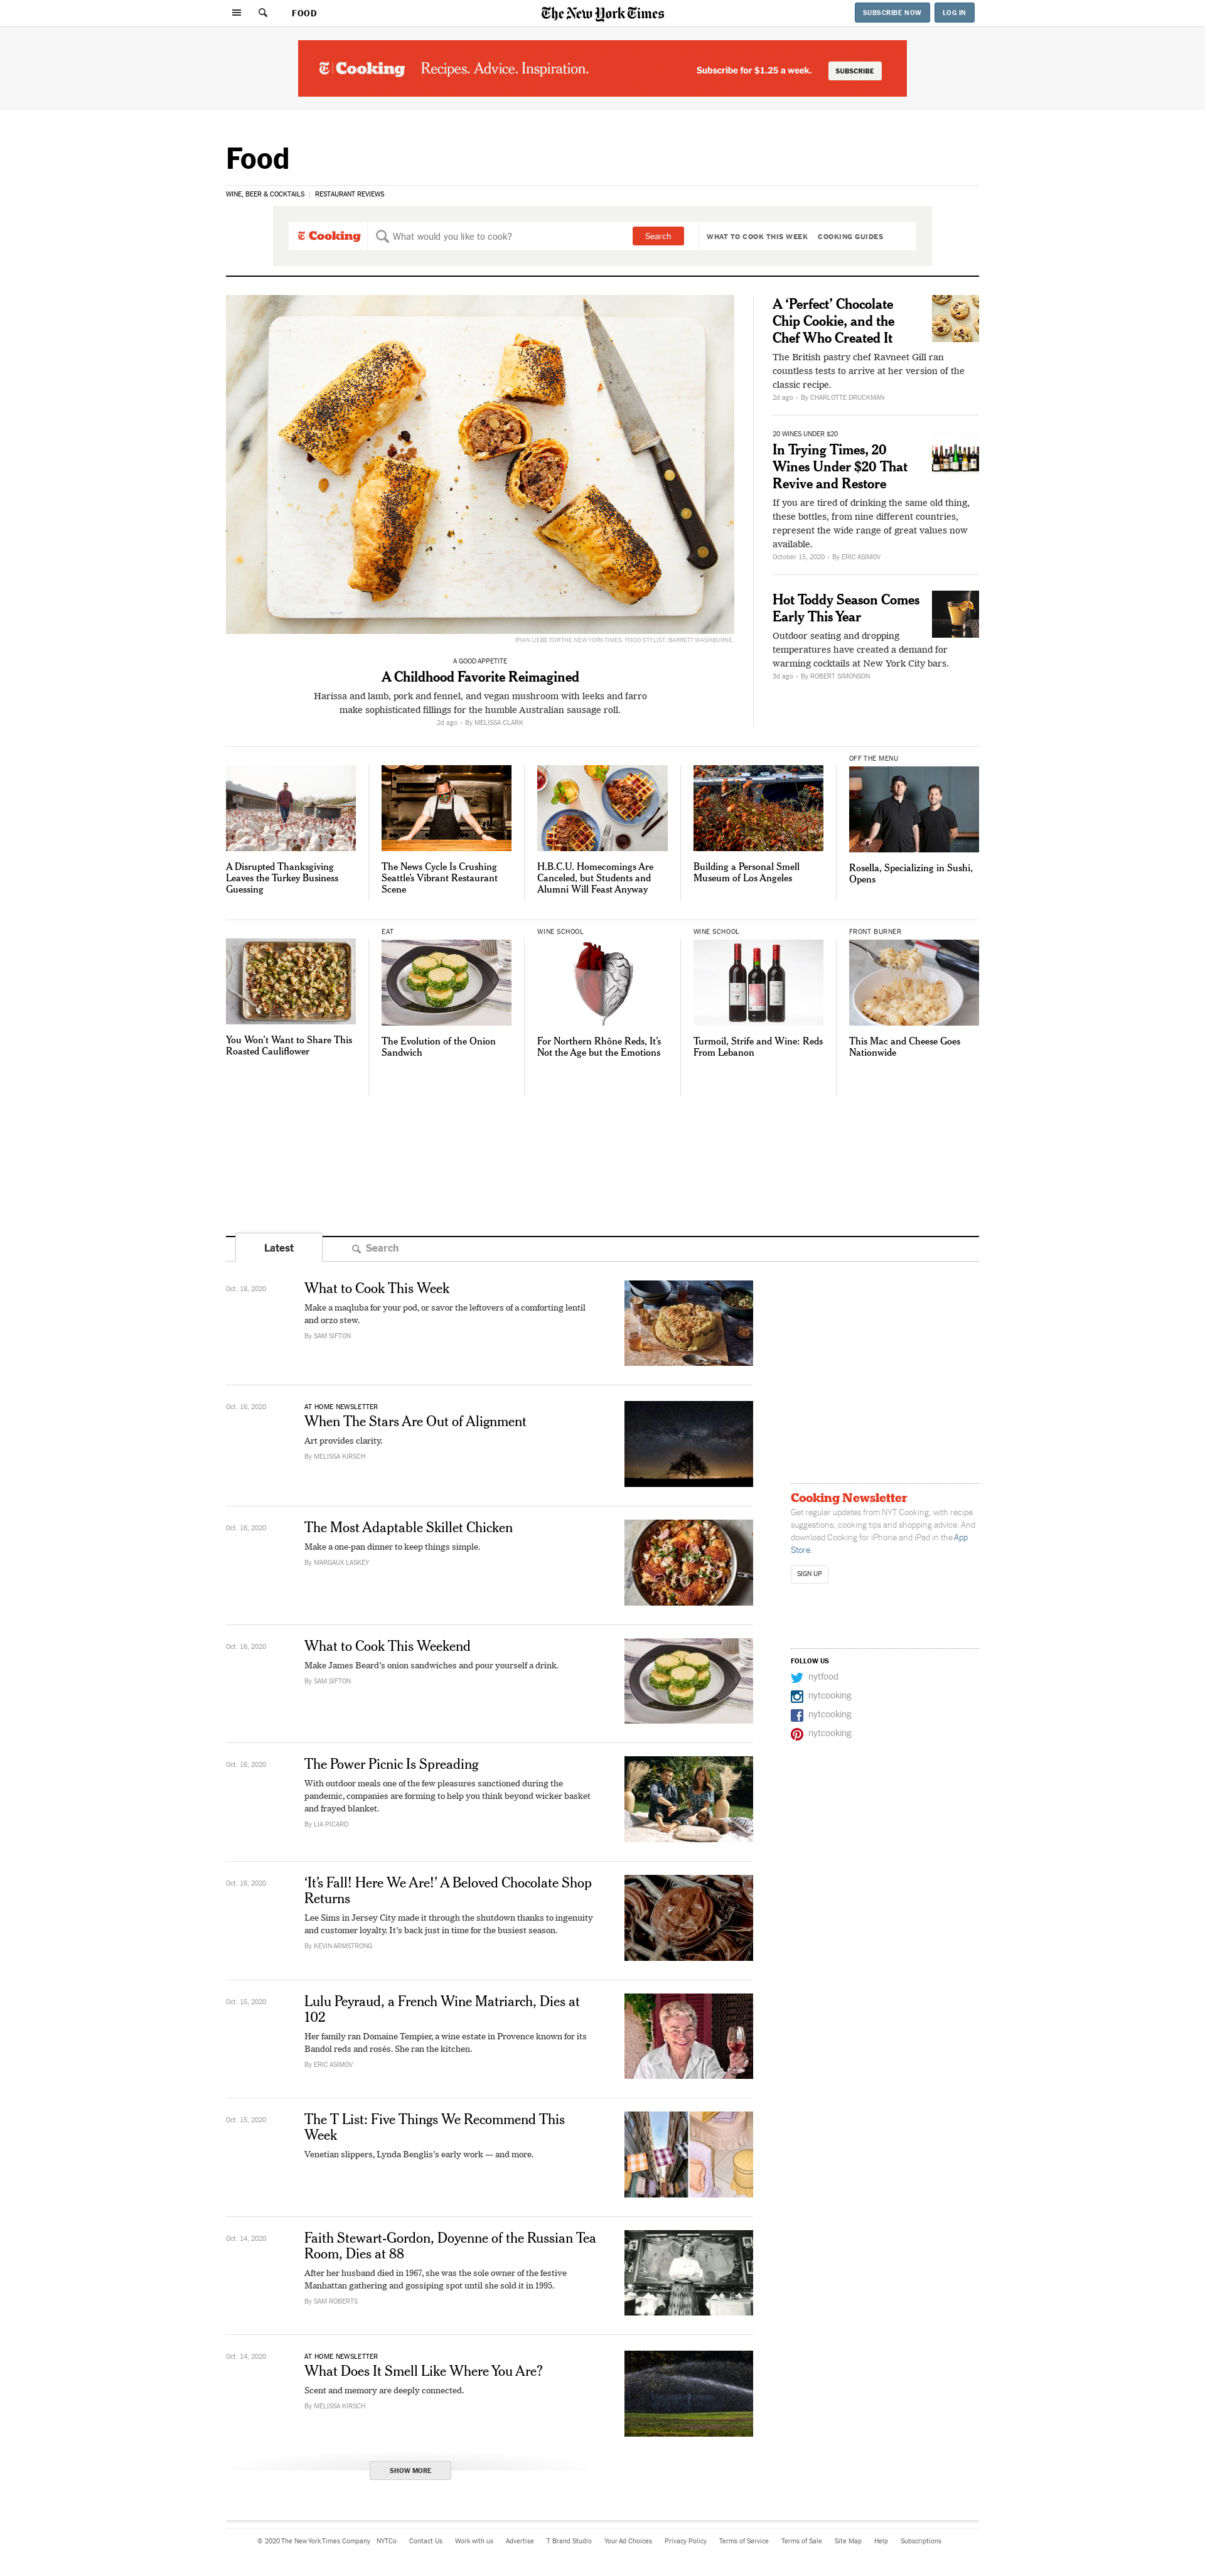 FOOD
The New York Times
SUBSCRIBE NOW
LOG IN
T Cooking
Recipes. Advice. Inspiration.
Subscribe for $1.25 a week.
SUBSCRIBE
Food
WINE, BEER & COCKTAILS | RESTAURANT REVIEWS
T Cooking
What would you like to cook?
Search
WHAT TO COOK THIS WEEK
COOKING GUIDES
RYAN LIEBE FOR THE NEW YORK TIMES. FOOD STYLIST: BARRETT WASHBURNE.
A GOOD APPETITE
A Childhood Favorite Reimagined
Harissa and lamb, pork and fennel, and vegan mushroom with leeks and farro
make sophisticated fillings for the humble Australian sausage roll.
2d ago · By MELISSA CLARK
A ‘Perfect’ Chocolate
Chip Cookie, and the
Chef Who Created It
The British pastry chef Ravneet Gill ran
countless tests to arrive at her version of the
classic recipe.
2d ago · By CHARLOTTE DRUCKMAN
20 WINES UNDER $20
In Trying Times, 20
Wines Under $20 That
Revive and Restore
If you are tired of drinking the same old thing,
these bottles, from nine different countries,
represent the wide range of great values now
available.
October 15, 2020 · By ERIC ASIMOV
Hot Toddy Season Comes
Early This Year
Outdoor seating and dropping
temperatures have created a demand for
warming cocktails at New York City bars.
3d ago · By ROBERT SIMONSON
A Disrupted Thanksgiving
Leaves the Turkey Business
Guessing
The News Cycle Is Crushing
Seattle’s Vibrant Restaurant
Scene
H.B.C.U. Homecomings Are
Canceled, but Students and
Alumni Will Feast Anyway
Building a Personal Smell
Museum of Los Angeles
OFF THE MENU
Rosella, Specializing in Sushi,
Opens
You Won’t Want to Share This
Roasted Cauliflower
EAT
The Evolution of the Onion
Sandwich
WINE SCHOOL
For Northern Rhône Reds, It’s
Not the Age but the Emotions
WINE SCHOOL
Turmoil, Strife and Wine: Reds
From Lebanon
FRONT BURNER
This Mac and Cheese Goes
Nationwide
Latest
Search
Oct. 18, 2020
What to Cook This Week
Make a maqluba for your pod, or savor the leftovers of a comforting lentil
and orzo stew.
By SAM SIFTON
Oct. 16, 2020
AT HOME NEWSLETTER
When The Stars Are Out of Alignment
Art provides clarity.
By MELISSA KIRSCH
Oct. 16, 2020
The Most Adaptable Skillet Chicken
Make a one-pan dinner to keep things simple.
By MARGAUX LASKEY
Oct. 16, 2020
What to Cook This Weekend
Make James Beard’s onion sandwiches and pour yourself a drink.
By SAM SIFTON
Oct. 16, 2020
The Power Picnic Is Spreading
With outdoor meals one of the few pleasures sanctioned during the
pandemic, companies are forming to help you think beyond wicker basket
and frayed blanket.
By LIA PICARD
Oct. 16, 2020
‘It’s Fall! Here We Are!’ A Beloved Chocolate Shop
Returns
Lee Sims in Jersey City made it through the shutdown thanks to ingenuity
and customer loyalty. It’s back just in time for the busiest season.
By KEVIN ARMSTRONG
Oct. 15, 2020
Lulu Peyraud, a French Wine Matriarch, Dies at
102
Her family ran Domaine Tempier, a wine estate in Provence known for its
Bandol reds and rosés. She ran the kitchen.
By ERIC ASIMOV
Oct. 15, 2020
The T List: Five Things We Recommend This
Week
Venetian slippers, Lynda Benglis’s early work — and more.
Oct. 14, 2020
Faith Stewart-Gordon, Doyenne of the Russian Tea
Room, Dies at 88
After her husband died in 1967, she was the sole owner of the festive
Manhattan gathering and gossiping spot until she sold it in 1995.
By SAM ROBERTS
Oct. 14, 2020
AT HOME NEWSLETTER
What Does It Smell Like Where You Are?
Scent and memory are deeply connected.
By MELISSA KIRSCH
SHOW MORE
Cooking Newsletter
Get regular updates from NYT Cooking, with recipe
suggestions, cooking tips and shopping advice. And
download Cooking for iPhone and iPad in the App
Store.
SIGN UP
FOLLOW US
nytfood
nytcooking
nytcooking
nytcooking
© 2020 The New York Times Company NYTCo Contact Us Work with us Advertise T Brand Studio Your Ad Choices Privacy Policy Terms of Service Terms of Sale Site Map Help Subscriptions